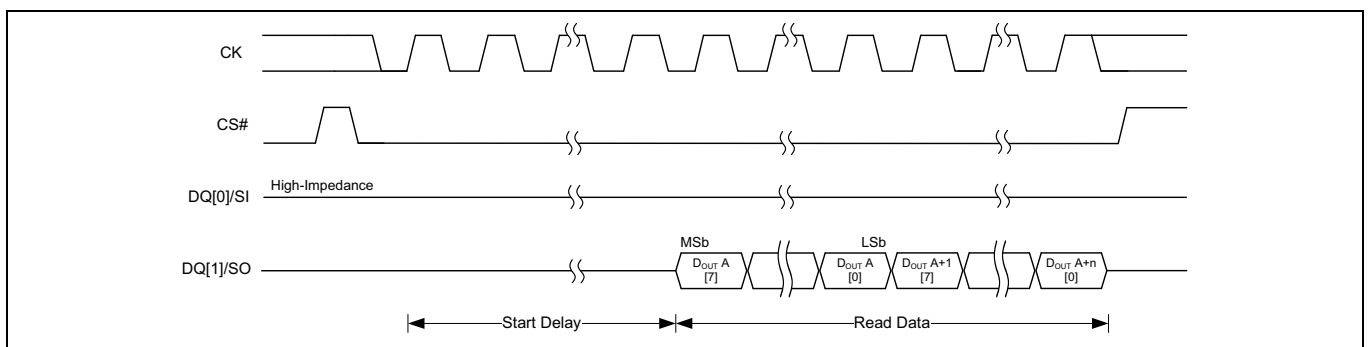 CK
CS#
DQ[0]/SI
High-Impedance
DQ[1]/SO
MSb
LSb
DOUT A
[7]
DOUT A
[0]
DOUT A+1
[7]
DOUT A+n
[0]
Start Delay
Read Data